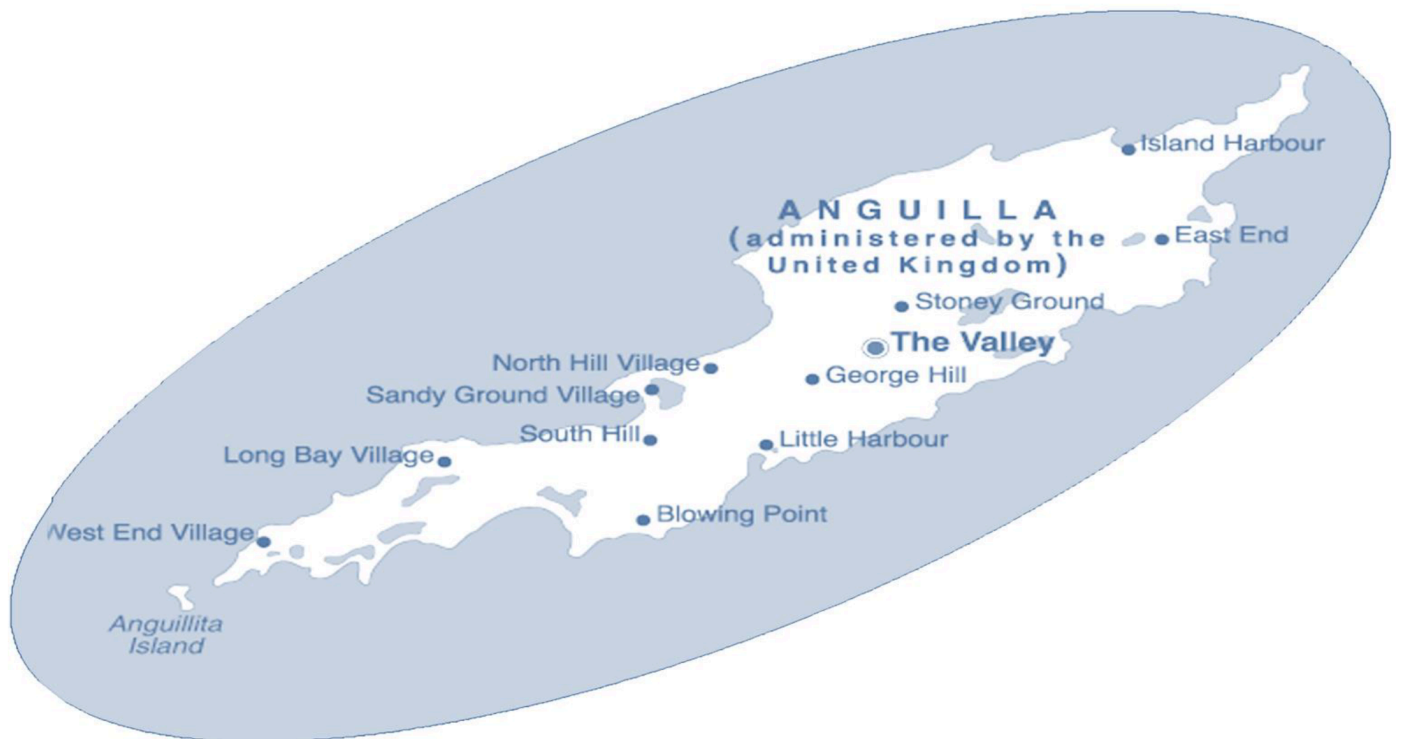 Island Harbour
ANGUILLA
(administered by the
United Kingdom)
East End
Stoney Ground
The Valley
North Hill Village
George Hill
Sandy Ground Village
South Hill
Little Harbour
Long Bay Village
Blowing Point
West End Village
Anguillita
Island